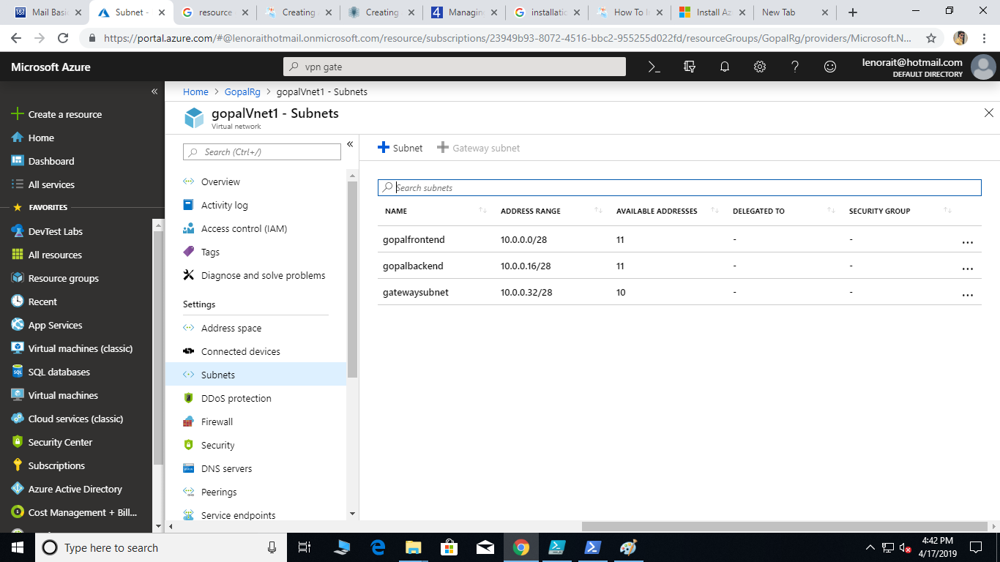 Mail Basi
Subnet -
resource
Creating
Creating
Managin
installatic
How To I
Install Az
New Tab
https://portal.azure.com/#@lenoraithotmail.onmicrosoft.com/resource/subscriptions/23949b93-8072-4516-bbc2-955255d022fd/resourceGroups/GopalRg/providers/Microsoft.N...
Microsoft Azure
vpn gate
lenorait@hotmail.com
DEFAULT DIRECTORY
Create a resource
Home
Dashboard
All services
FAVORITES
DevTest Labs
All resources
Resource groups
Recent
App Services
Virtual machines (classic)
SQL databases
Virtual machines
Cloud services (classic)
Security Center
Subscriptions
Azure Active Directory
Cost Management + Bill...
Home > GopalRg > gopalVnet1 - Subnets
gopalVnet1 - Subnets
Virtual network
Search (Ctrl+/)
Overview
Activity log
Access control (IAM)
Tags
Diagnose and solve problems
Settings
Address space
Connected devices
Subnets
DDoS protection
Firewall
Security
DNS servers
Peerings
Service endpoints
Subnet
Gateway subnet
Search subnets
NAME ADDRESS RANGE AVAILABLE ADDRESSES DELEGATED TO SECURITY GROUP
gopalfrontend 10.0.0.0/28 11 - - ...
gopalbackend 10.0.0.16/28 11 - - ...
gatewaysubnet 10.0.0.32/28 10 - - ...
Type here to search
4:42 PM
4/17/2019